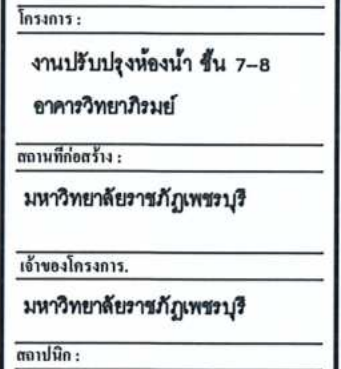 โครงการ :
งานปรับปรุงห้องน้ำ ชั้น 7-8
อาคารวิทยาภิรมย์
สถานที่ก่อสร้าง :
มหาวิทยาลัยราชภัฏเพชรบุรี
เจ้าของโครงการ.
มหาวิทยาลัยราชภัฏเพชรบุรี
สถาปนิก :